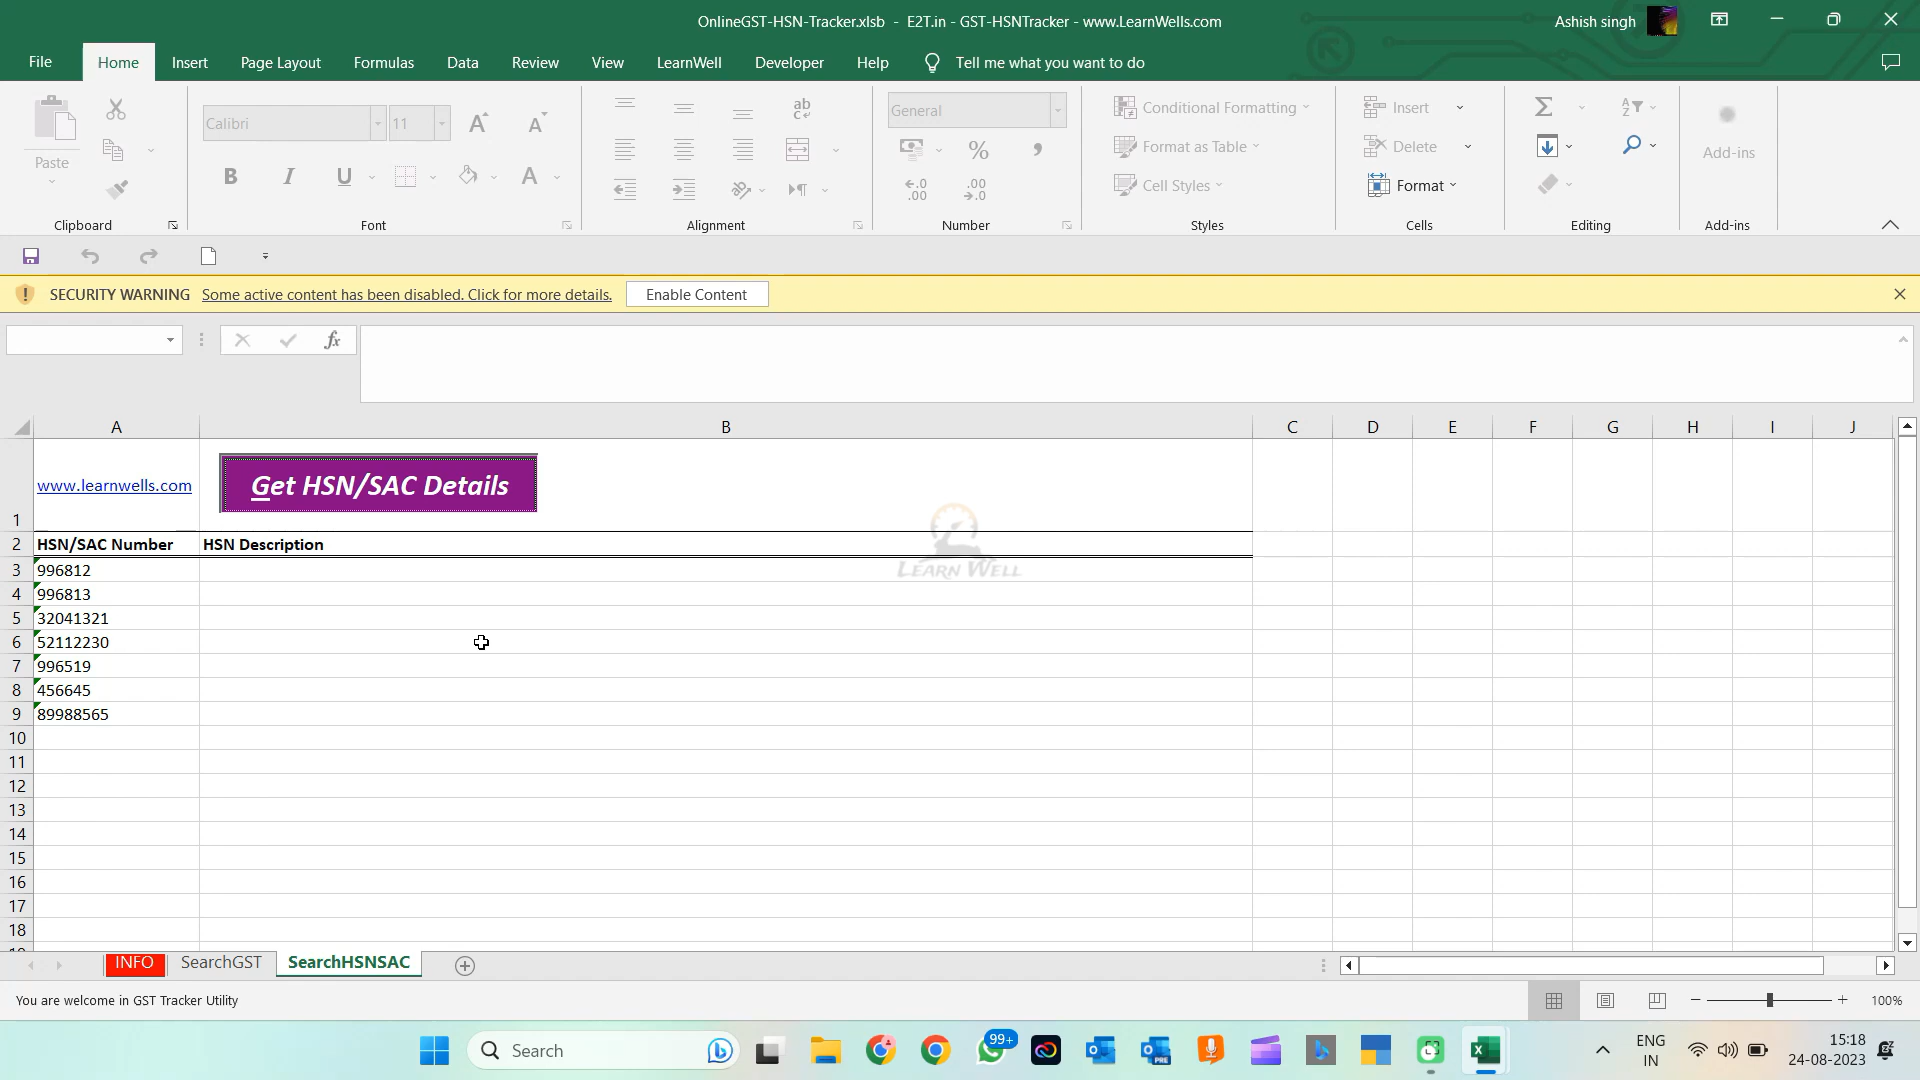 OnlineGST-HSN-Tracker.xlsb - E2T.in - GST-HSNTracker - www.LearnWells.com
Ashish singh
File Home Insert Page Layout Formulas Data Review View LearnWell Developer Help Tell me what you want to do
Paste
Calibri 11
General
Conditional Formatting
Format as Table
Cell Styles
Insert
Delete
Format
Add-ins
Clipboard Font Alignment Number Styles Cells Editing Add-ins
SECURITY WARNING Some active content has been disabled. Click for more details. Enable Content
fx
A B C D E F G H I J
www.learnwells.com Get HSN/SAC Details
1
2 HSN/SAC Number HSN Description
LEARN WELL
3 996812
4 996813
5 32041321
6 52112230
7 996519
8 456645
9 89988565
10
11
12
13
14
15
16
17
18
INFO SearchGST SearchHSNSAC
You are welcome in GST Tracker Utility
100%
Search
99+
PRE
ENG
IN
15:18
24-08-2023